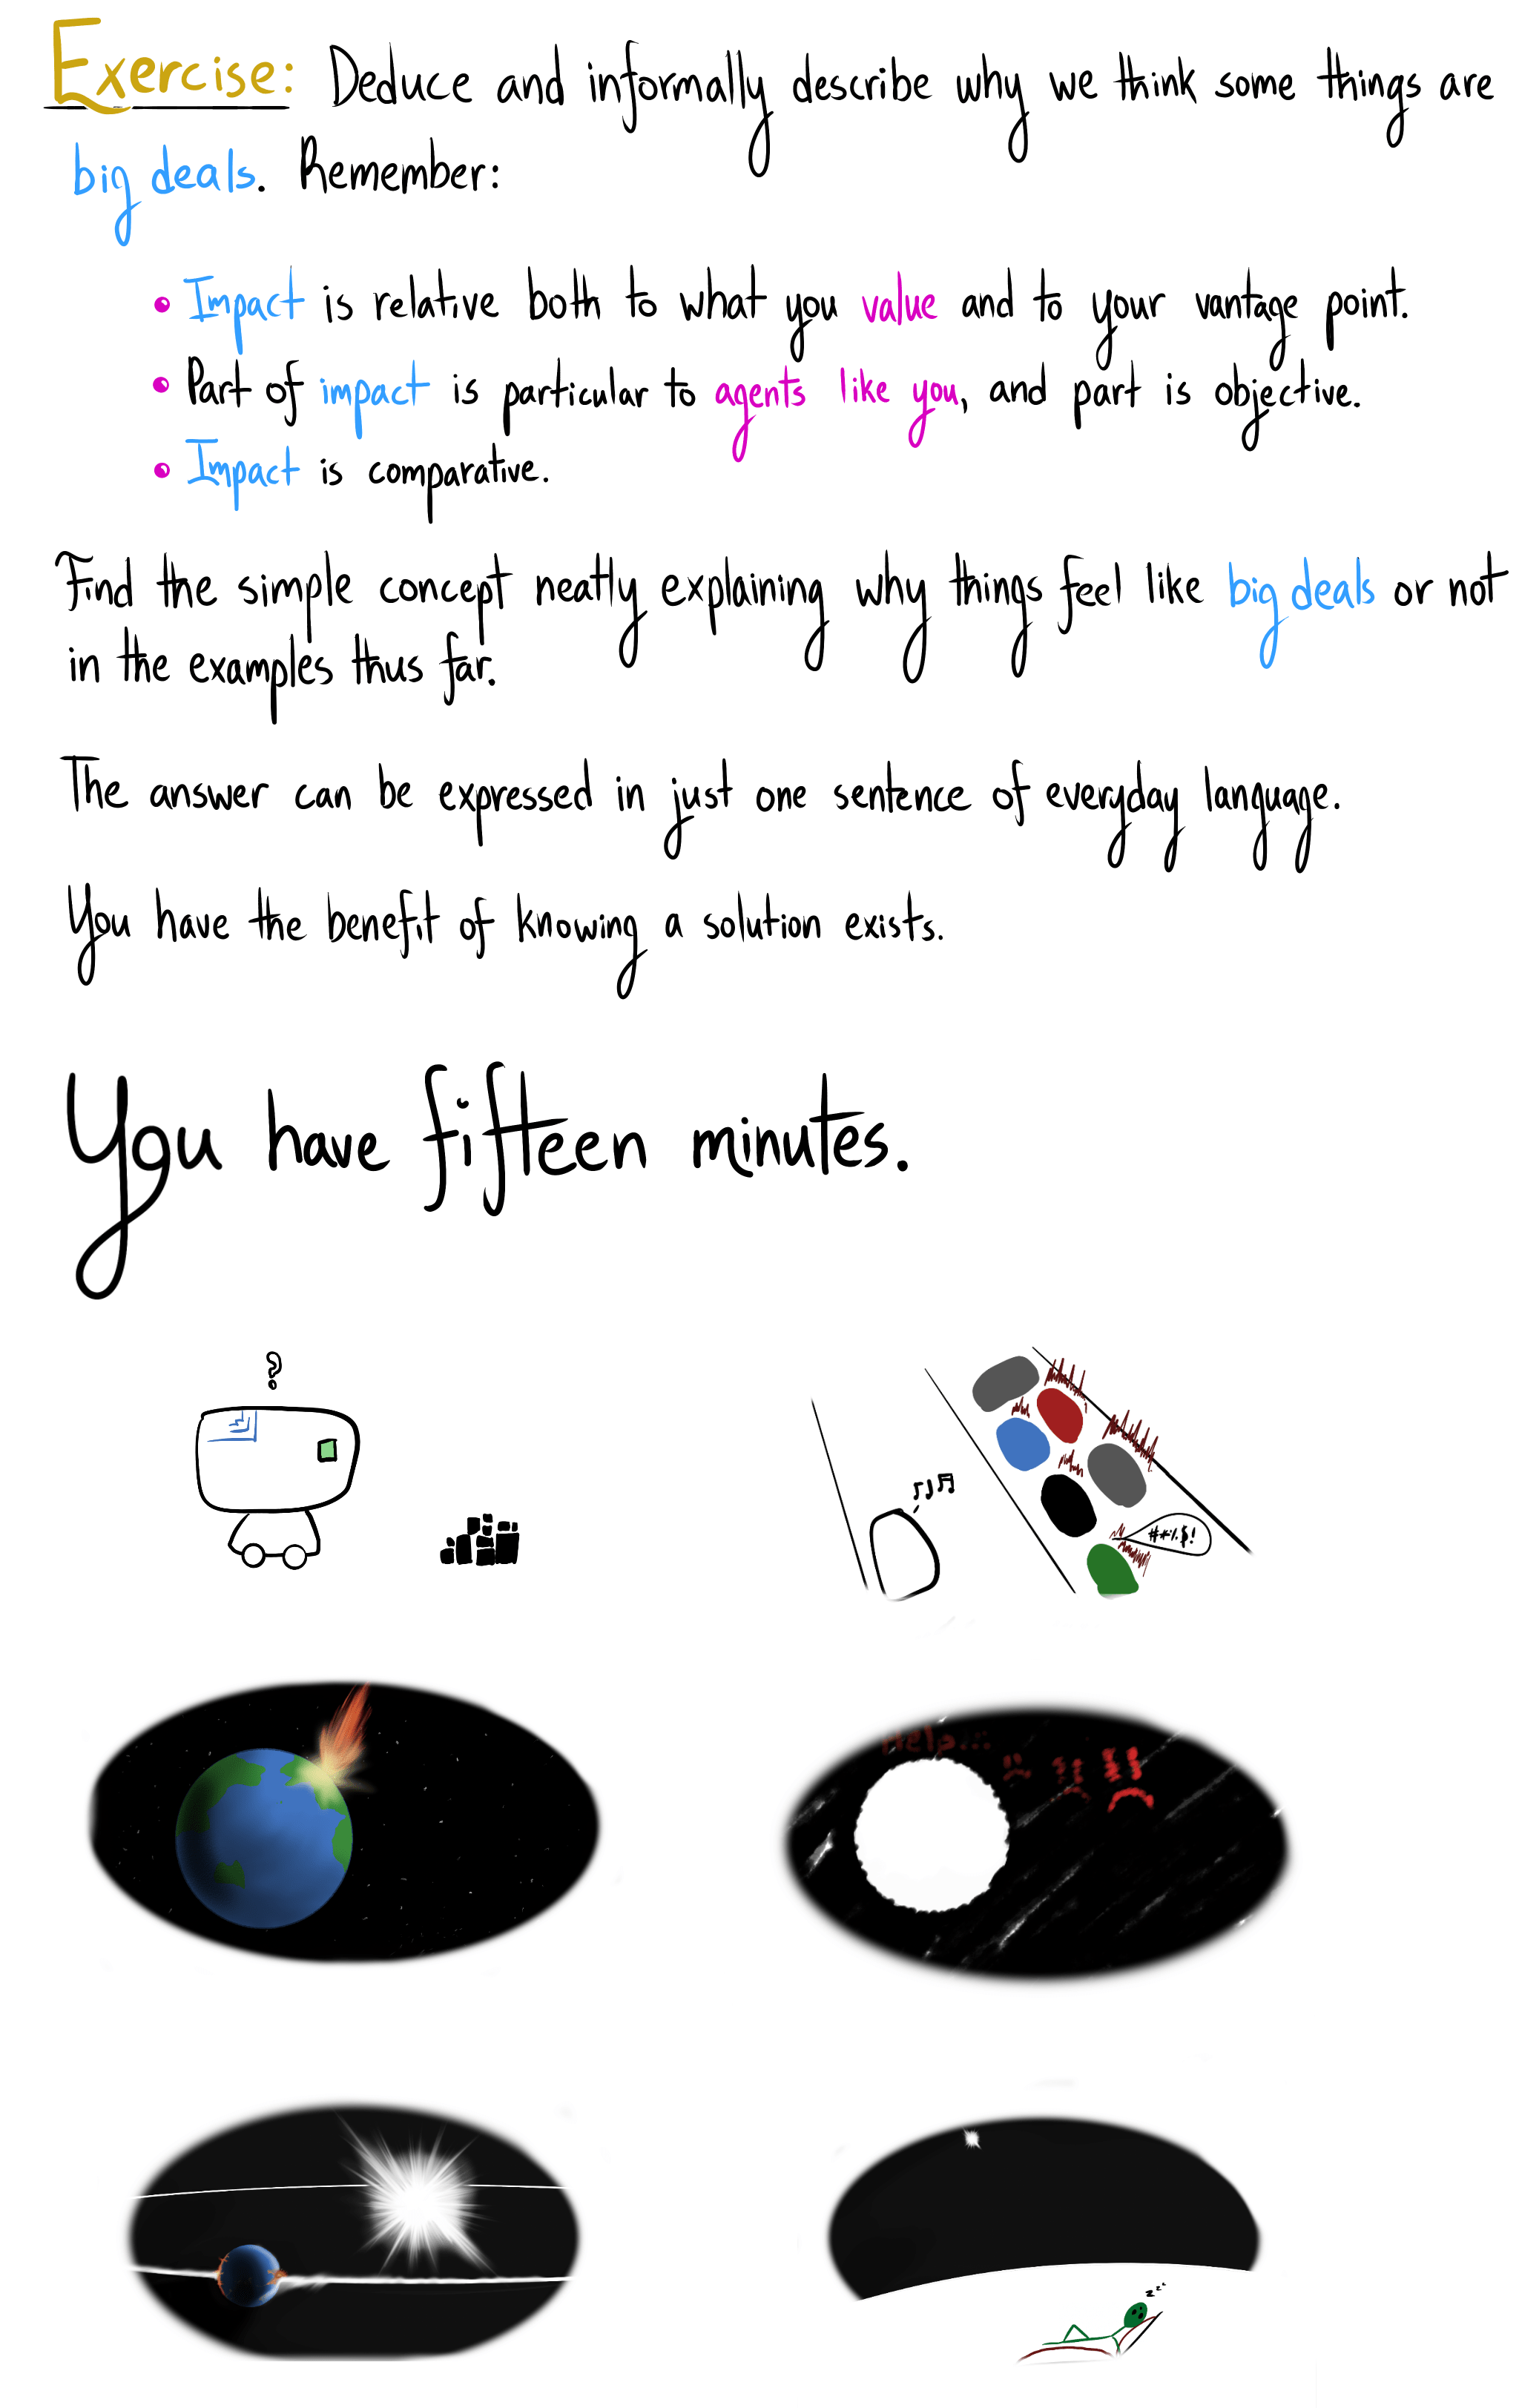 Exercise: Deduce and informally describe why we think some things are
big deals. Remember:
• Impact is relative both to what you value and to your vantage point.
• Part of impact is particular to agents like you, and part is objective.
• Impact is comparative.
Find the simple concept neatly explaining why things feel like big deals or not
in the examples thus far.
The answer can be expressed in just one sentence of everyday language.
You have the benefit of knowing a solution exists.
You have fifteen minutes.
?
##%$!
Help...
zzz